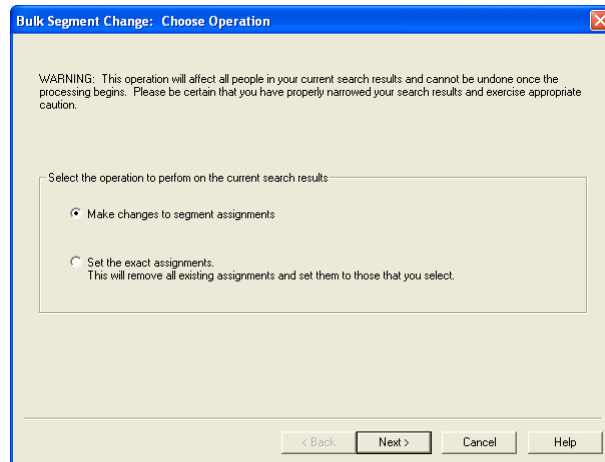 Bulk Segment Change: Choose Operation
WARNING: This operation will affect all people in your current search results and cannot be undone once the
processing begins. Please be certain that you have properly narrowed your search results and exercise appropriate
caution.
Select the operation to perfom on the current search results
Make changes to segment assignments
Set the exact assignments.
This will remove all existing assignments and set them to those that you select.
< Back Next > Cancel Help